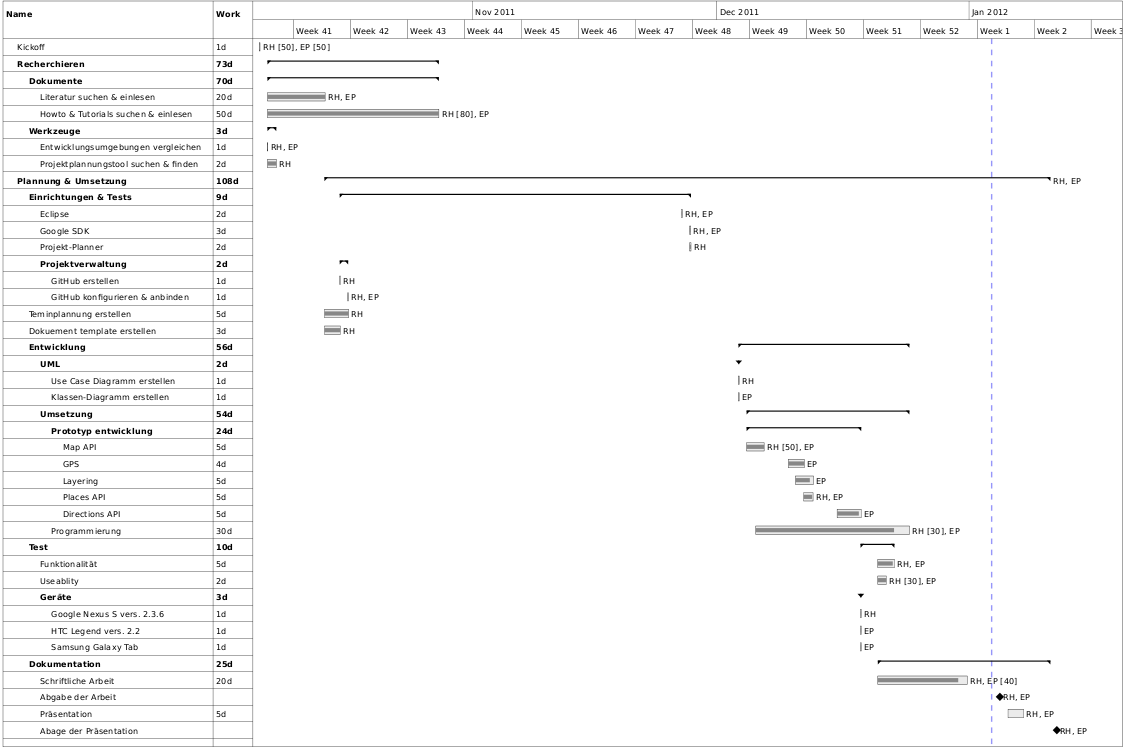 Name Work Nov 2011 Dec 2011 Jan 2012
Week 41 Week 42 Week 43 Week 44 Week 45 Week 46 Week 47 Week 48 Week 49 Week 50 Week 51 Week 52 Week 1 Week 2 Week 3
Kickoff 1d RH [50], EP [50]
Recherchieren 73d
Dokumente 70d
Literatur suchen & einlesen 20d RH, EP
Howto & Tutorials suchen & einlesen 50d RH [80], EP
Werkzeuge 3d
Entwicklungsumgebungen vergleichen 1d RH, EP
Projektplannungstool suchen & finden 2d RH
Plannung & Umsetzung 108d RH, EP
Einrichtungen & Tests 9d
Eclipse 2d RH, EP
Google SDK 3d RH, EP
Projekt-Planner 2d RH
Projektverwaltung 2d
GitHub erstellen 1d RH
GitHub konfigurieren & anbinden 1d RH, EP
Teminplannung erstellen 5d RH
Dokuement template erstellen 3d RH
Entwicklung 56d
UML 2d
Use Case Diagramm erstellen 1d RH
Klassen-Diagramm erstellen 1d EP
Umsetzung 54d
Prototyp entwicklung 24d
Map API 5d RH [50], EP
GPS 4d EP
Layering 5d EP
Places API 5d RH, EP
Directions API 5d EP
Programmierung 30d RH [30], EP
Test 10d
Funktionalität 5d RH, EP
Useablity 2d RH [30], EP
Geräte 3d
Google Nexus S vers. 2.3.6 1d RH
HTC Legend vers. 2.2 1d EP
Samsung Galaxy Tab 1d EP
Dokumentation 25d
Schriftliche Arbeit 20d RH, EP [40]
Abgabe der Arbeit RH, EP
Präsentation 5d RH, EP
Abage der Präsentation RH, EP